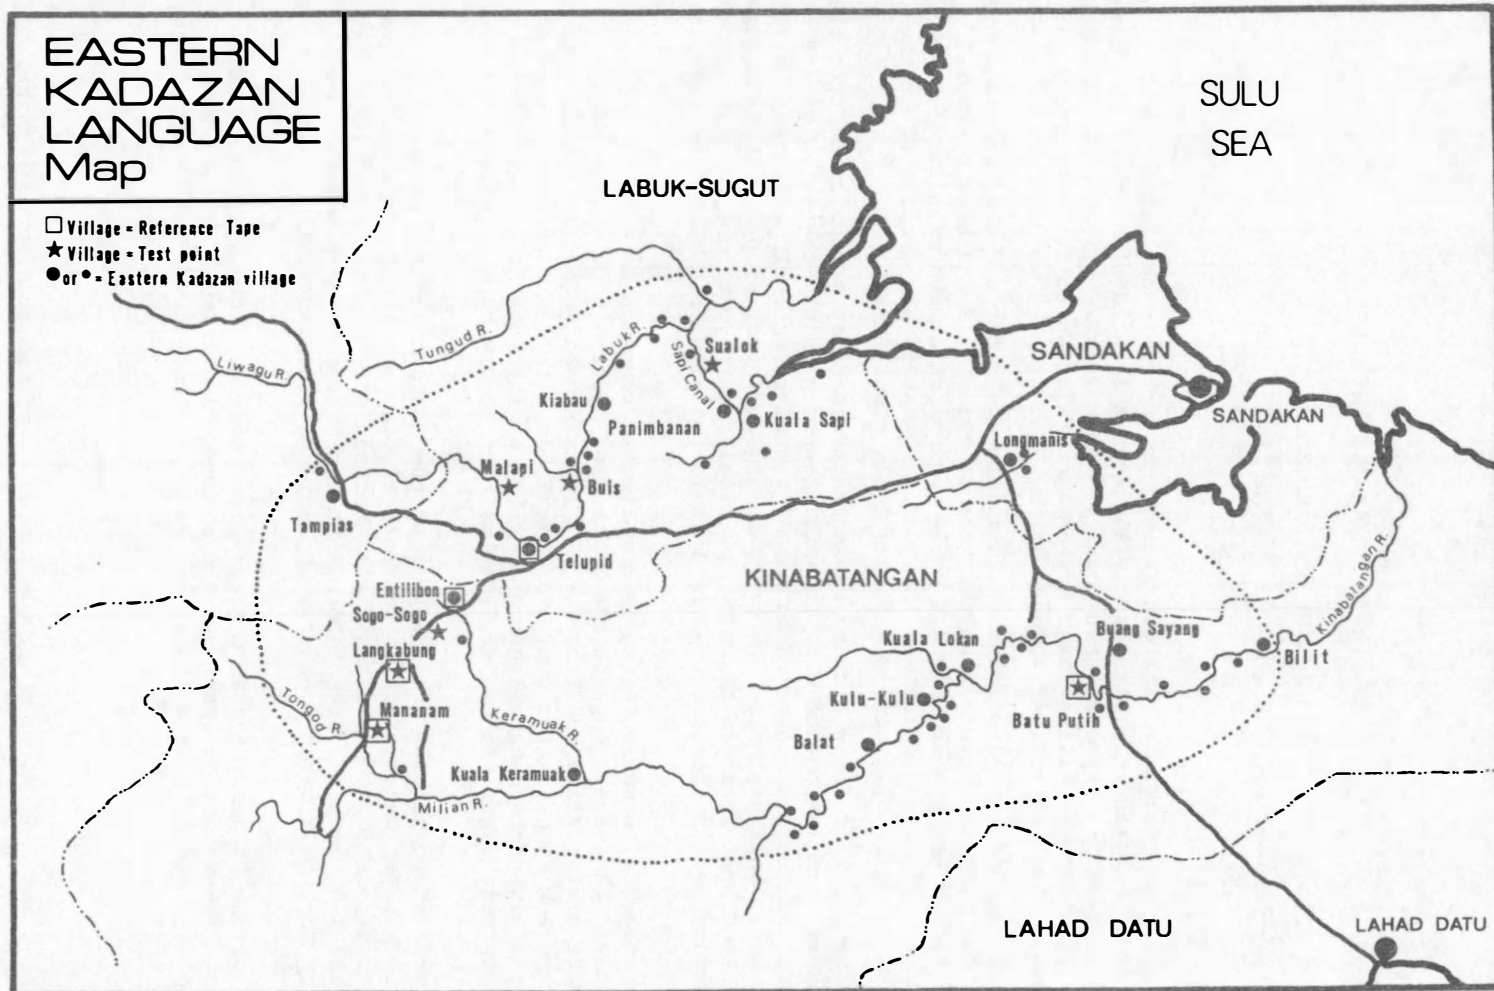 EASTERN
KADAZAN
LANGUAGE
Map
Village = Reference Tape
Village = Test point
or = Eastern Kadazan village
SULU
SEA
LABUK-SUGUT
Tungud R.
Liwagu R.
Labuk R.
Sapi Canal
Sualok
SANDAKAN
SANDAKAN
Kiabau
Panimbanan
Kuala Sapi
Longmanis
Malapi
Buis
Tampias
Telupid
KINABATANGAN
Kinabatangan R.
Entilibon
Sogo-Sogo
Langkabung
Kuala Lokan
Buang Sayang
Bilit
Tongod R.
Mananam
Keramuak R.
Kulu-Kulu
Batu Putih
Balat
Kuala Keramuak
Milian R.
LAHAD DATU
LAHAD DATU